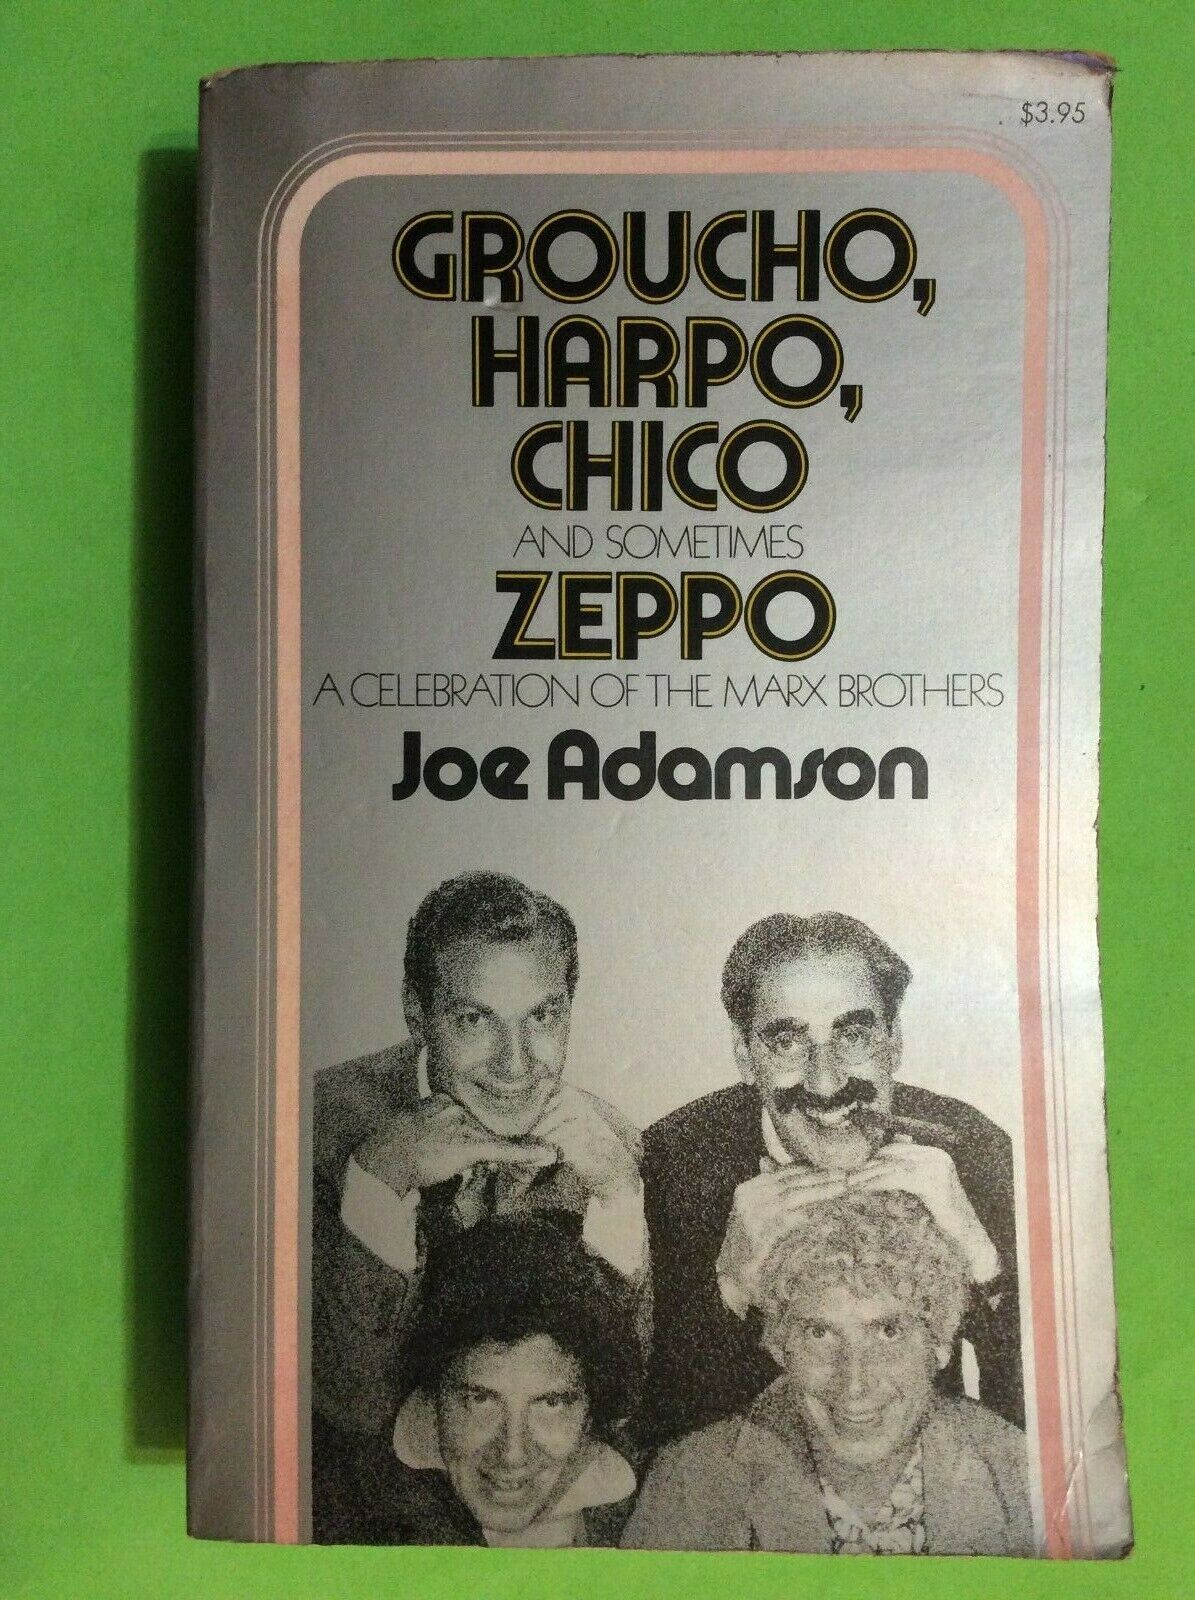 $3.95
GROUCHO,
HARPO,
CHICO
AND SOMETIMES
ZEPPO
A CELEBRATION OF THE MARX BROTHERS
Joe Adamson